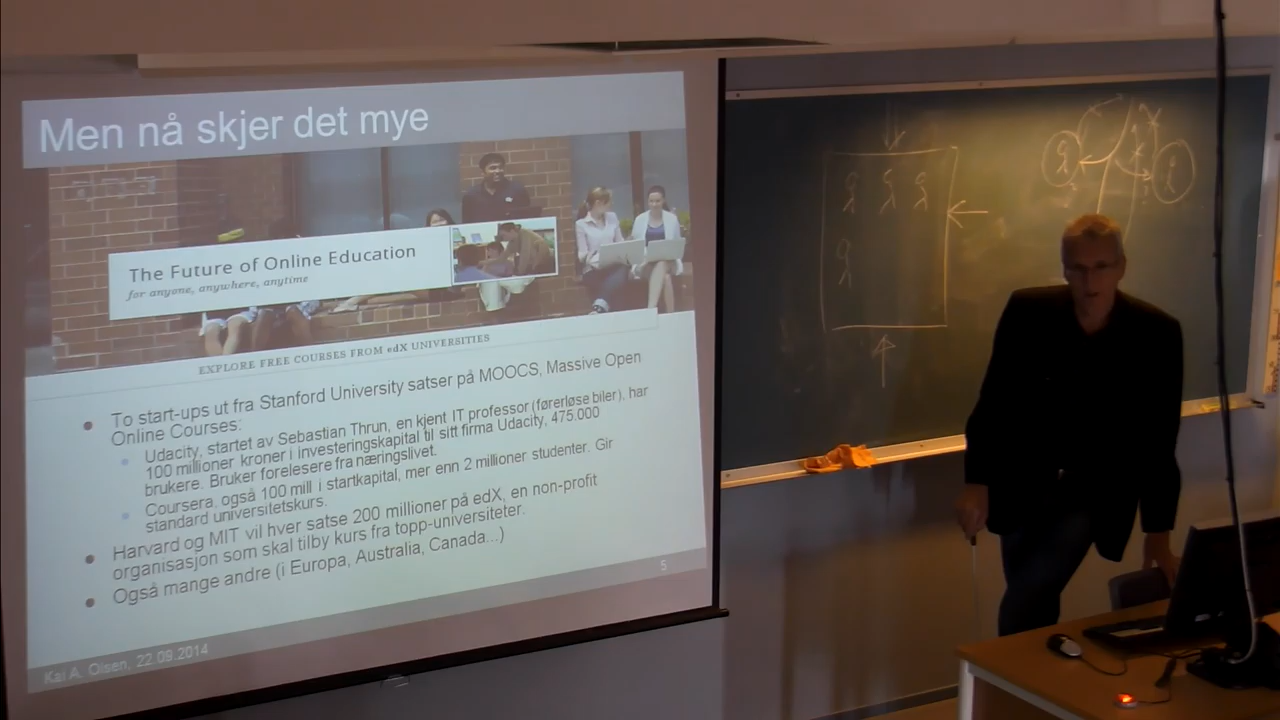 Men nå skjer det mye
The Future of Online Education
for anyone, anywhere, anytime
EXPLORE FREE COURSES FROM edX UNIVERSITIES
To start-ups ut fra Stanford University satser på MOOCS, Massive Open
Online Courses:
Udacity, startet av Sebastian Thrun, en kjent IT professor (førerløse biler), har
100 millioner kroner i investeringskapital til sitt firma Udacity, 475.000
brukere. Bruker forelesere fra næringslivet.
Coursera, også 100 mill i startkapital, mer enn 2 millioner studenter. Gir
standard universitetskurs.
Harvard og MIT vil hver satse 200 millioner på edX, en non-profit
organisasjon som skal tilby kurs fra topp-universiteter.
Også mange andre (i Europa, Australia, Canada...)
5
Kai A. Olsen, 22.09.2014